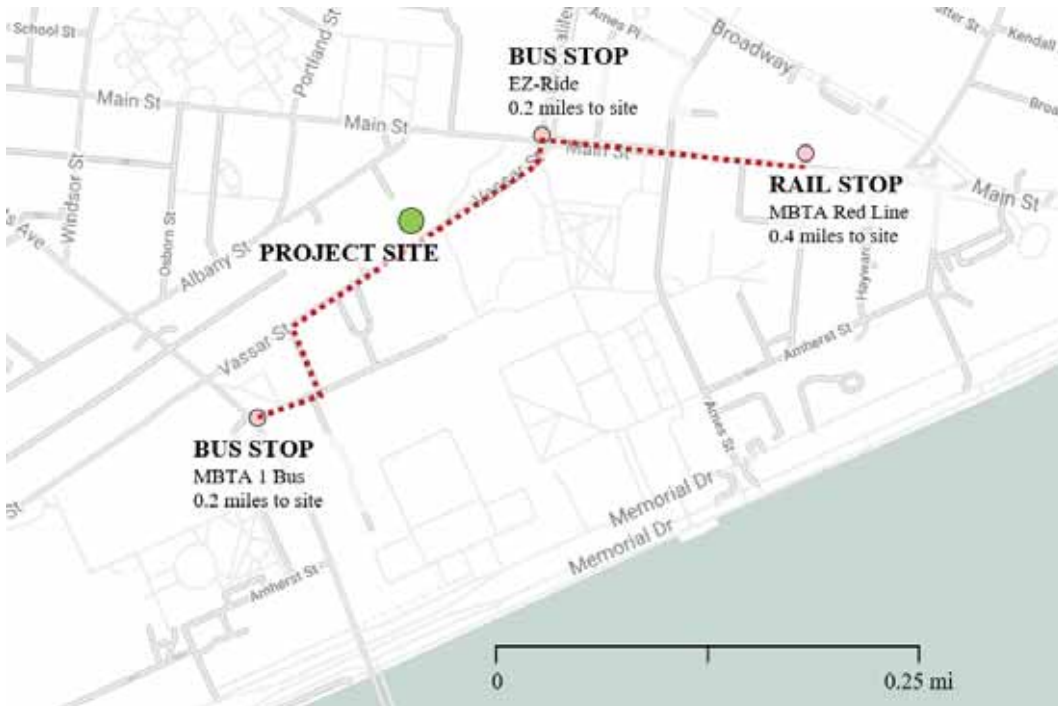 School St
Portland St
Ames Pl
Broadway
Kendall
Main St
Main St
BUS STOP
EZ-Ride
0.2 miles to site
Main St
Vassar S
Windsor St
Osborn St
Albany St
PROJECT SITE
RAIL STOP
MBTA Red Line
0.4 miles to site
Main St
Hayward
Amherst St
Vassar St
Ave
BUS STOP
MBTA 1 Bus
0.2 miles to site
Ames St
Memorial Dr
Memorial Dr
Amherst St
St
0
0.25 mi